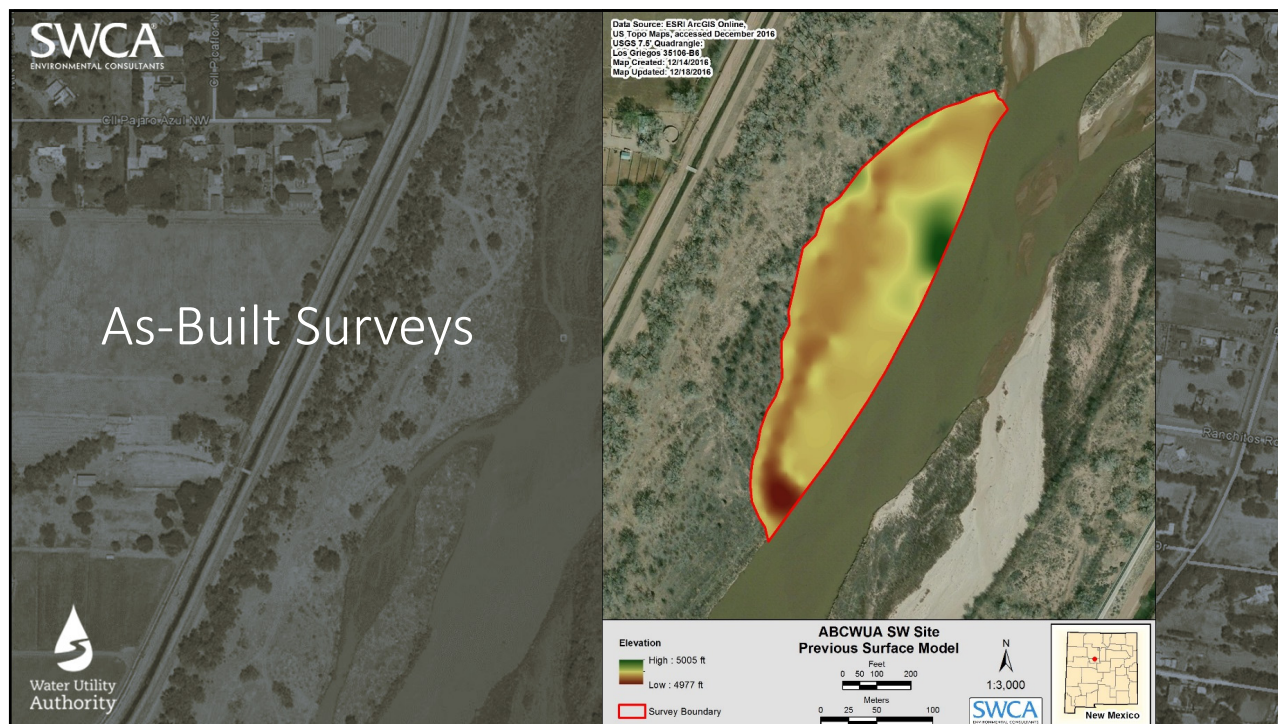 SWCA
ENVIRONMENTAL CONSULTANTS
Cll Pajaro Azul NW
As-Built Surveys
Water Utility
Authority
Data Source: ESRI ArcGIS Online,
US Topo Maps, accessed December 2016
USGS 7.5' Quadrangle:
Los Griegos 35106-B6
Map Created: 12/14/2016
Map Updated: 12/18/2016
Elevation
High : 5005 ft
Low : 4977 ft
Survey Boundary
ABCWUA SW Site
Previous Surface Model
Feet
0 50 100 200
Meters
0 25 50 100
N
1:3,000
SWCA
ENVIRONMENTAL CONSULTANTS
New Mexico
Ranchitos Ro